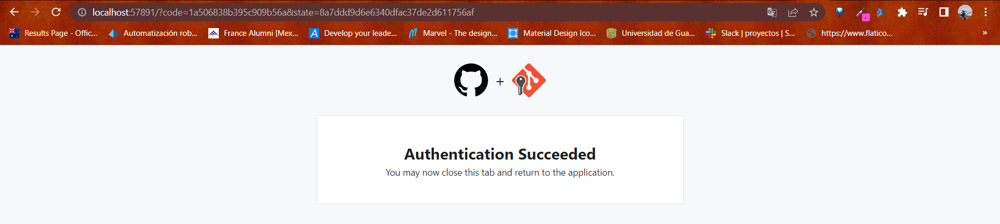 localhost:57891/?code=1a506838b395c909b56a&state=8a7ddd9d6e6340dfac37de2d611756af
Results Page - Offic... Automatización rob... France Alumni [Mex... Develop your leade... Marvel - The design... Material Design Ico... Universidad de Gua... Slack | proyectos | S... https://www.flatico... »
+
Authentication Succeeded
You may now close this tab and return to the application.